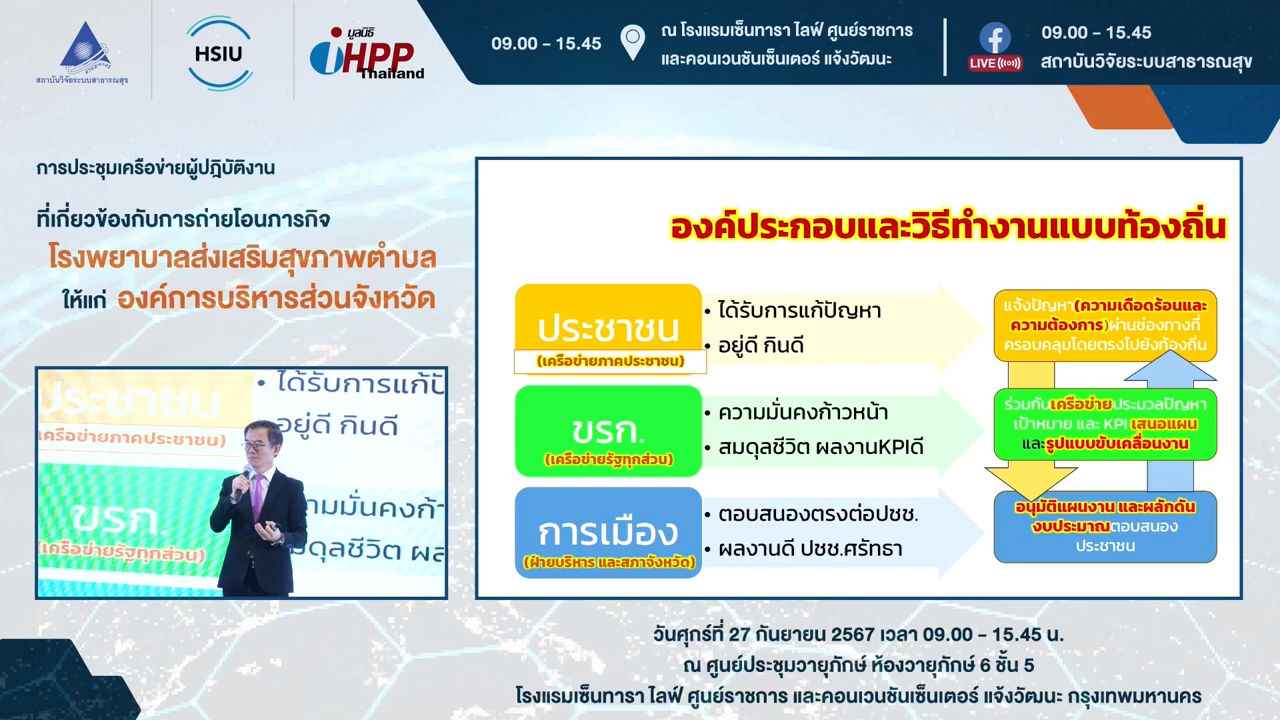 สถาบันวิจัยระบบสาธารณสุข
HSIU
มูลนิธิ
iHPP
Thailand
09.00 - 15.45
ณ โรงแรมเซ็นทารา ไลฟ์ ศูนย์ราชการ
และคอนเวนชันเซ็นเตอร์ แจ้งวัฒนะ
LIVE
09.00 - 15.45
สถาบันวิจัยระบบสาธารณสุข
การประชุมเครือข่ายผู้ปฎิบัติงาน
ที่เกี่ยวข้องกับการถ่ายโอนภารกิจ
โรงพยาบาลส่งเสริมสุขภาพตำบล
ให้แก่ องค์การบริหารส่วนจังหวัด
องค์ประกอบและวิธีทำงานแบบท้องถิ่น
ประชาชน
(เครือข่ายภาคประชาชน)
• ได้รับการแก้ปัญหา
• อยู่ดี กินดี
แจ้งปัญหา(ความเดือดร้อนและ
ความต้องการ)ผ่านช่องทางที่
ครอบคลุมโดยตรงไปยังท้องถิ่น
ขรก.
(เครือข่ายรัฐทุกส่วน)
• ความมั่นคงก้าวหน้า
• สมดุลชีวิต ผลงานKPIดี
ร่วมกับเครือข่ายประมวลปัญหา
เป้าหมาย และ KPI เสนอแผน
และรูปแบบขับเคลื่อนงาน
การเมือง
(ฝ่ายบริหาร และสภาจังหวัด)
• ตอบสนองตรงต่อปชช.
• ผลงานดี ปชช.ศรัทธา
อนุมัติแผนงาน และผลักดัน
งบประมาณตอบสนอง
ประชาชน
ประชาชน
เครือข่ายภาคประชาชน)
• ได้รับการแก้ปั
อยู่ดี กินดี
ขรก.
(เครือข่ายรัฐทุกส่วน)
ามมั่นคงก้าว
มดุลชีวิต ผล
วันศุกร์ที่ 27 กันยายน 2567 เวลา 09.00 - 15.45 น.
ณ ศูนย์ประชุมวายุภักษ์ ห้องวายุภักษ์ 6 ชั้น 5
โรงแรมเซ็นทารา ไลฟ์ ศูนย์ราชการ และคอนเวนชันเซ็นเตอร์ แจ้งวัฒนะ กรุงเทพมหานคร